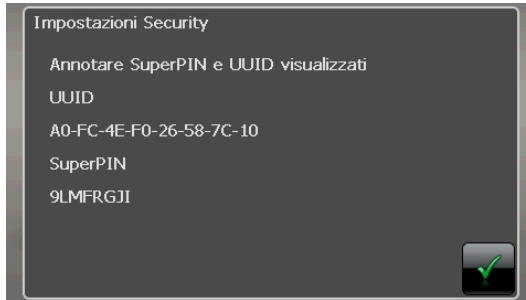 Impostazioni Security
Annotare SuperPIN e UUID visualizzati
UUID
A0-FC-4E-F0-26-58-7C-10
SuperPIN
9LMFRGJI